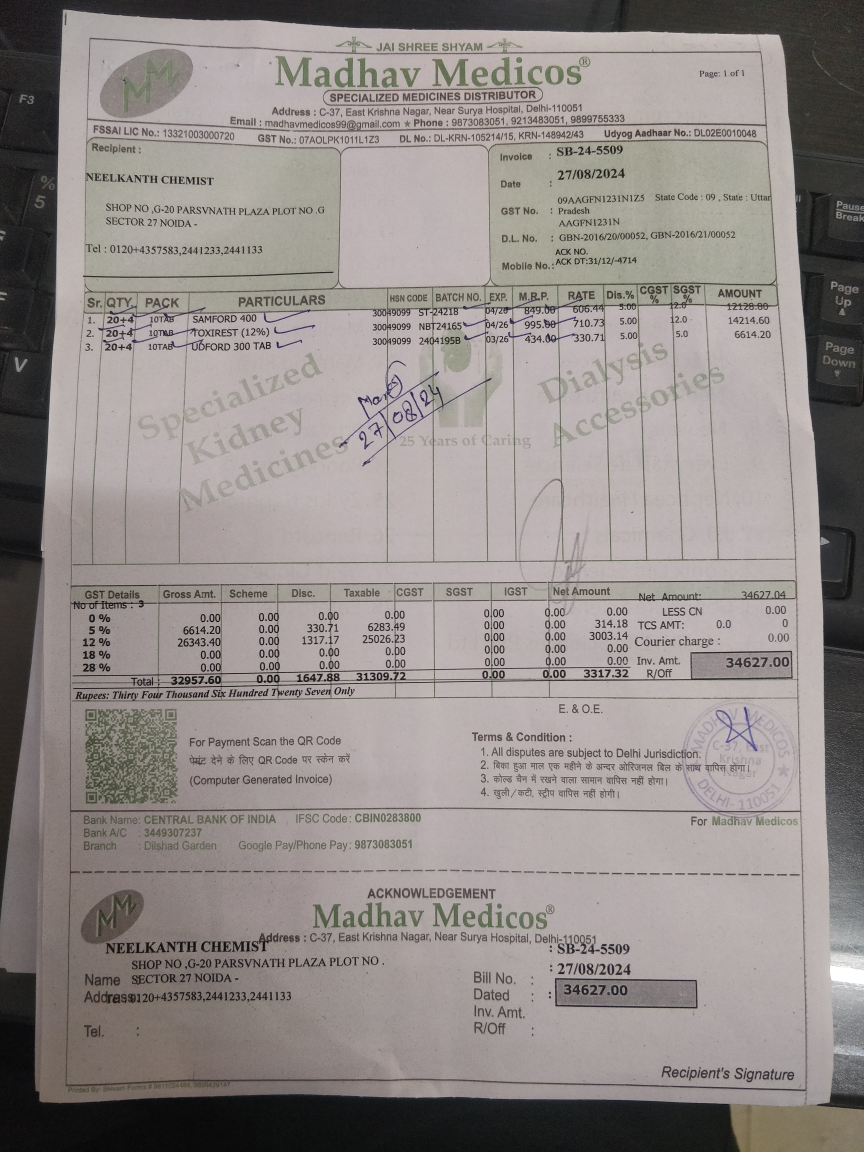 JAI SHREE SHYAM
Madhav Medicos®
Page: 1 of 1
SPECIALIZED MEDICINES DISTRIBUTOR
Address : C-37, East Krishna Nagar, Near Surya Hospital, Delhi-110051
Email : madhavmedicos99@gmail.com ★ Phone : 9873083051, 9213483051, 9899755333
FSSAI LIC No.: 13321003000720 GST No.: 07AOLPK1011L1Z3 DL No.: DL-KRN-105214/15, KRN-148942/43 Udyog Aadhaar No.: DL02E0010048
Recipient :
NEELKANTH CHEMIST
SHOP NO ,G-20 PARSVNATH PLAZA PLOT NO .G
SECTOR 27 NOIDA -
Tel : 0120+4357583,2441233,2441133
Invoice : SB-24-5509
Date : 27/08/2024
09AAGFN1231N1Z5 State Code : 09 , State : Uttar
GST No. : Pradesh
AAGFN1231N
D.L. No. : GBN-2016/20/00052, GBN-2016/21/00052
ACK NO.
Mobile No.: ACK DT:31/12/-4714
Sr. QTY. PACK PARTICULARS HSN CODE BATCH NO. EXP. M.R.P. RATE Dis.% CGST % SGST % AMOUNT
1. 20+4 10TAB SAMFORD 400 30049099 ST-24218 04/26 849.00 606.44 5.00 12.0 12128.80
2. 20+4 10TAB TOXIREST (12%) 30049099 NBT24165 04/26 995.00 710.73 5.00 12.0 14214.60
3. 20+4 10TAB UDFORD 300 TAB 30049099 2404195B 03/26 434.00 330.71 5.00 5.0 6614.20
Specialized
Kidney
Medicines
25 Years of Caring
Dialysis
Accessories
27/08/24
GST Details Gross Amt. Scheme Disc. Taxable CGST SGST IGST Net Amount
No of Items : 3
0 % 0.00 0.00 0.00 0.00 0.00 0.00 0.00
5 % 6614.20 0.00 330.71 6283.49 0.00 0.00 314.18
12 % 26343.40 0.00 1317.17 25026.23 0.00 0.00 3003.14
18 % 0.00 0.00 0.00 0.00 0.00 0.00 0.00
28 % 0.00 0.00 0.00 0.00 0.00 0.00 0.00
Total : 32957.60 0.00 1647.88 31309.72 0.00 0.00 3317.32
Net Amount: 34627.04
LESS CN 0.00
TCS AMT: 0.0 0
Courier charge : 0.00
Inv. Amt. 34627.00
R/Off
Rupees: Thirty Four Thousand Six Hundred Twenty Seven Only
E. & O.E.
For Payment Scan the QR Code
पेमेंट देने के लिए QR Code पर स्केन करें
(Computer Generated Invoice)
Terms & Condition :
1. All disputes are subject to Delhi Jurisdiction.
2. बिका हुआ माल एक महीने के अन्दर ओरिजनल बिल के साथ वापिस होगा।
3. कोल्ड चैन में रखने वाला सामान वापिस नहीं होगा।
4. खुली/कटी, स्ट्रीप वापिस नहीं होगी।
MADHAV MEDICOS
C-37, East
Krishna
Nagar
DELHI- 110051
Bank Name: CENTRAL BANK OF INDIA , IFSC Code : CBIN0283800
Bank A/C : 3449307237
Branch : Dilshad Garden Google Pay/Phone Pay : 9873083051
For Madhav Medicos
ACKNOWLEDGEMENT
Madhav Medicos®
Address : C-37, East Krishna Nagar, Near Surya Hospital, Delhi-110051
NEELKANTH CHEMIST
SHOP NO ,G-20 PARSVNATH PLAZA PLOT NO .
Name SECTOR 27 NOIDA -
Address 0120+4357583,2441233,2441133
Tel. :
Bill No. : SB-24-5509
Dated : 27/08/2024
Inv. Amt. : 34627.00
R/Off :
Recipient's Signature
F3
%
5
V
Pause
Break
Page
Up
Page
Down